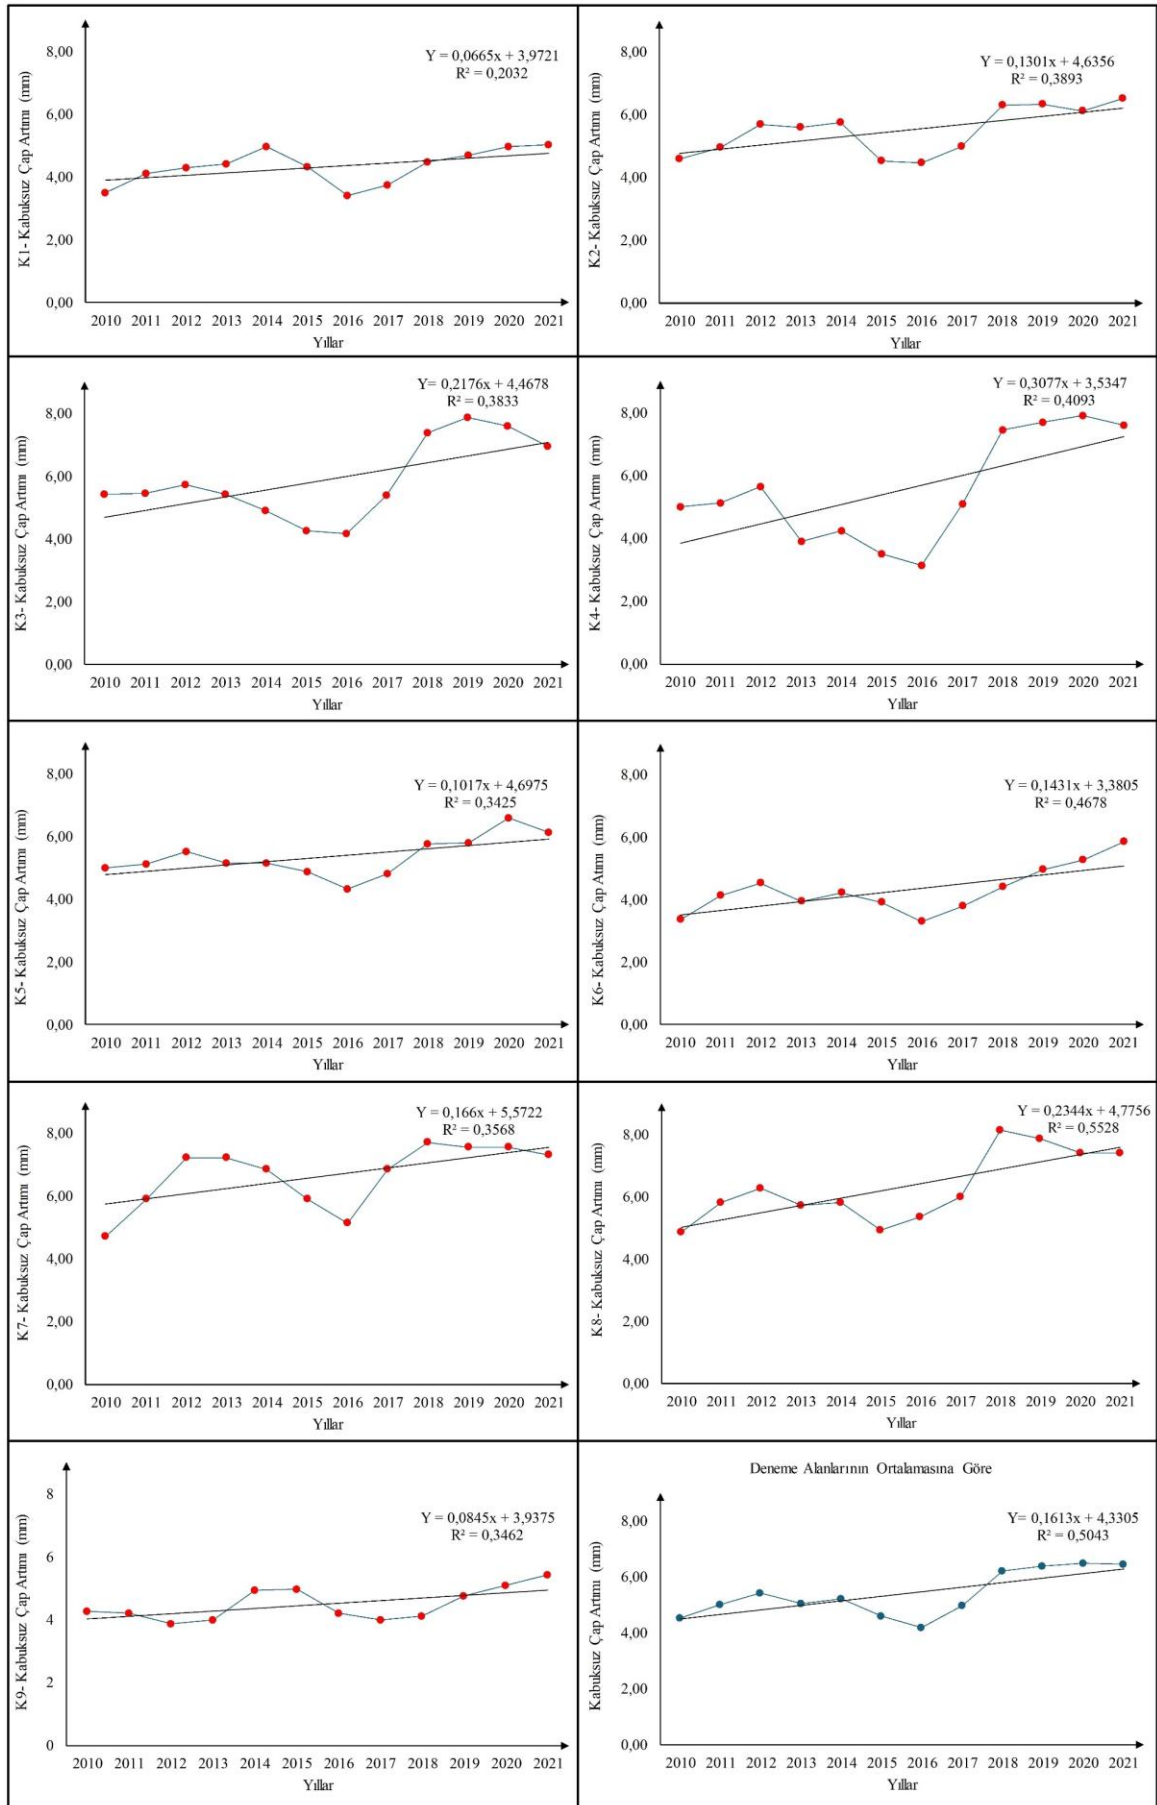 K1- Kabuksuz Çap Artımı (mm)
8,00
6,00
4,00
2,00
0,00
Y = 0,0665x + 3,9721
R² = 0,2032
2010 2011 2012 2013 2014 2015 2016 2017 2018 2019 2020 2021
Yıllar
K2- Kabuksuz Çap Artımı (mm)
8,00
6,00
4,00
2,00
0,00
Y = 0,1301x + 4,6356
R² = 0,3893
2010 2011 2012 2013 2014 2015 2016 2017 2018 2019 2020 2021
Yıllar
K3- Kabuksuz Çap Artımı (mm)
8,00
6,00
4,00
2,00
0,00
Y= 0,2176x + 4,4678
R² = 0,3833
2010 2011 2012 2013 2014 2015 2016 2017 2018 2019 2020 2021
Yıllar
K4- Kabuksuz Çap Artımı (mm)
8,00
6,00
4,00
2,00
0,00
Y = 0,3077x + 3,5347
R² = 0,4093
2010 2011 2012 2013 2014 2015 2016 2017 2018 2019 2020 2021
Yıllar
K5- Kabuksuz Çap Artımı (mm)
8,00
6,00
4,00
2,00
0,00
Y = 0,1017x + 4,6975
R² = 0,3425
2010 2011 2012 2013 2014 2015 2016 2017 2018 2019 2020 2021
Yıllar
K6- Kabuksuz Çap Artımı (mm)
8,00
6,00
4,00
2,00
0,00
Y = 0,1431x + 3,3805
R² = 0,4678
2010 2011 2012 2013 2014 2015 2016 2017 2018 2019 2020 2021
Yıllar
K7- Kabuksuz Çap Artımı (mm)
8,00
6,00
4,00
2,00
0,00
Y = 0,166x + 5,5722
R² = 0,3568
2010 2011 2012 2013 2014 2015 2016 2017 2018 2019 2020 2021
Yıllar
K8- Kabuksuz Çap Artımı (mm)
8,00
6,00
4,00
2,00
0,00
Y = 0,2344x + 4,7756
R² = 0,5528
2010 2011 2012 2013 2014 2015 2016 2017 2018 2019 2020 2021
Yıllar
K9- Kabuksuz Çap Artımı (mm)
8
6
4
2
0
Y = 0,0845x + 3,9375
R² = 0,3462
2010 2011 2012 2013 2014 2015 2016 2017 2018 2019 2020 2021
Yıllar
Deneme Alanlarının Ortalamasına Göre
Kabuksuz Çap Artımı (mm)
8,00
6,00
4,00
2,00
0,00
Y= 0,1613x + 4,3305
R² = 0,5043
2010 2011 2012 2013 2014 2015 2016 2017 2018 2019 2020 2021
Yıllar